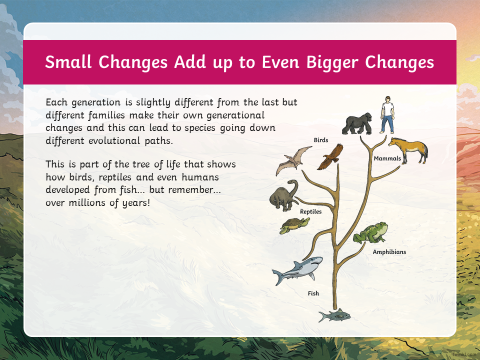 Small Changes Add up to Even Bigger Changes
Each generation is slightly different from the last but
different families make their own generational
changes and this can lead to species going down
different evolutional paths.
This is part of the tree of life that shows
how birds, reptiles and even humans
developed from fish... but remember...
over millions of years!
Birds
Mammals
Reptiles
Amphibians
Fish